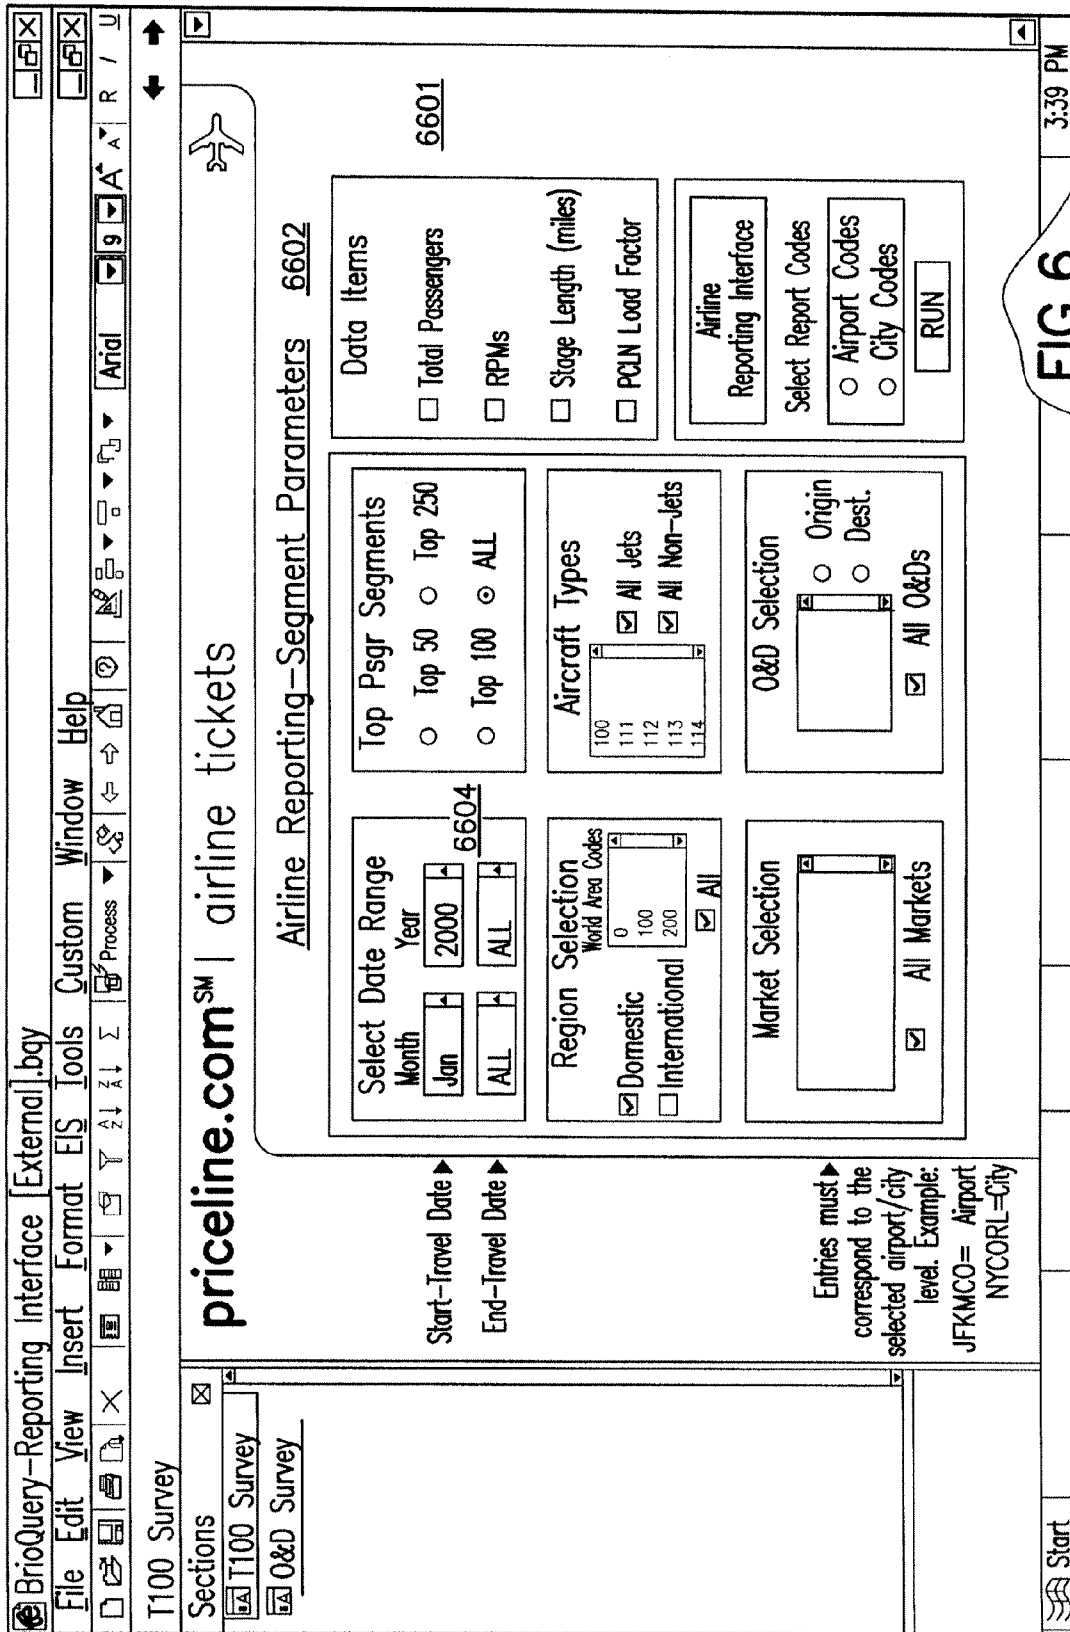 BrioQuery-Reporting Interface [External].bqy
File Edit View Insert Format EIS Tools Custom Window Help
Process Arial 9 A A R / U
T100 Survey
Sections
T100 Survey
O&D Survey
priceline.com SM | airline tickets
Airline Reporting-Segment Parameters 6602
6601
Start-Travel Date
End-Travel Date
Select Date Range
Month Year
Jan 2000
6604
ALL ALL
Top Psgr Segments
Top 50 Top 250
Top 100 ALL
Data Items
Total Passengers
RPMs
Stage Length (miles)
PCLN Load Factor
Region Selection
World Area Codes
Domestic
International
0
100
200
All
Aircraft Types
100
111
112
113
114
All Jets
All Non-Jets
Airline
Reporting Interface
Select Report Codes
Airport Codes
City Codes
RUN
Entries must
correspond to the
selected airport/city
level. Example:
JFKMCO= Airport
NYCORL=City
Market Selection
All Markets
O&D Selection
Origin
Dest.
All O&Ds
Start
3:39 PM
FIG 6